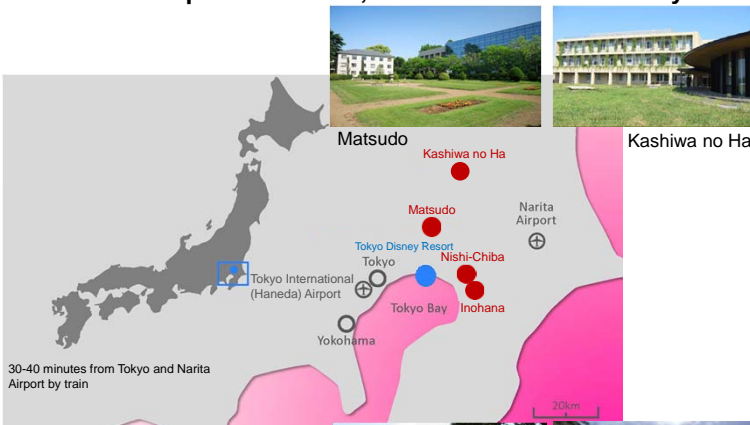 Matsudo
Kashiwa no Ha
Kashiwa no Ha
Matsudo
Narita
Airport
Tokyo Disney Resort
Nishi-Chiba
Tokyo
Tokyo International
(Haneda) Airport
Inohana
Tokyo Bay
Yokohama
30-40 minutes from Tokyo and Narita
Airport by train
20km